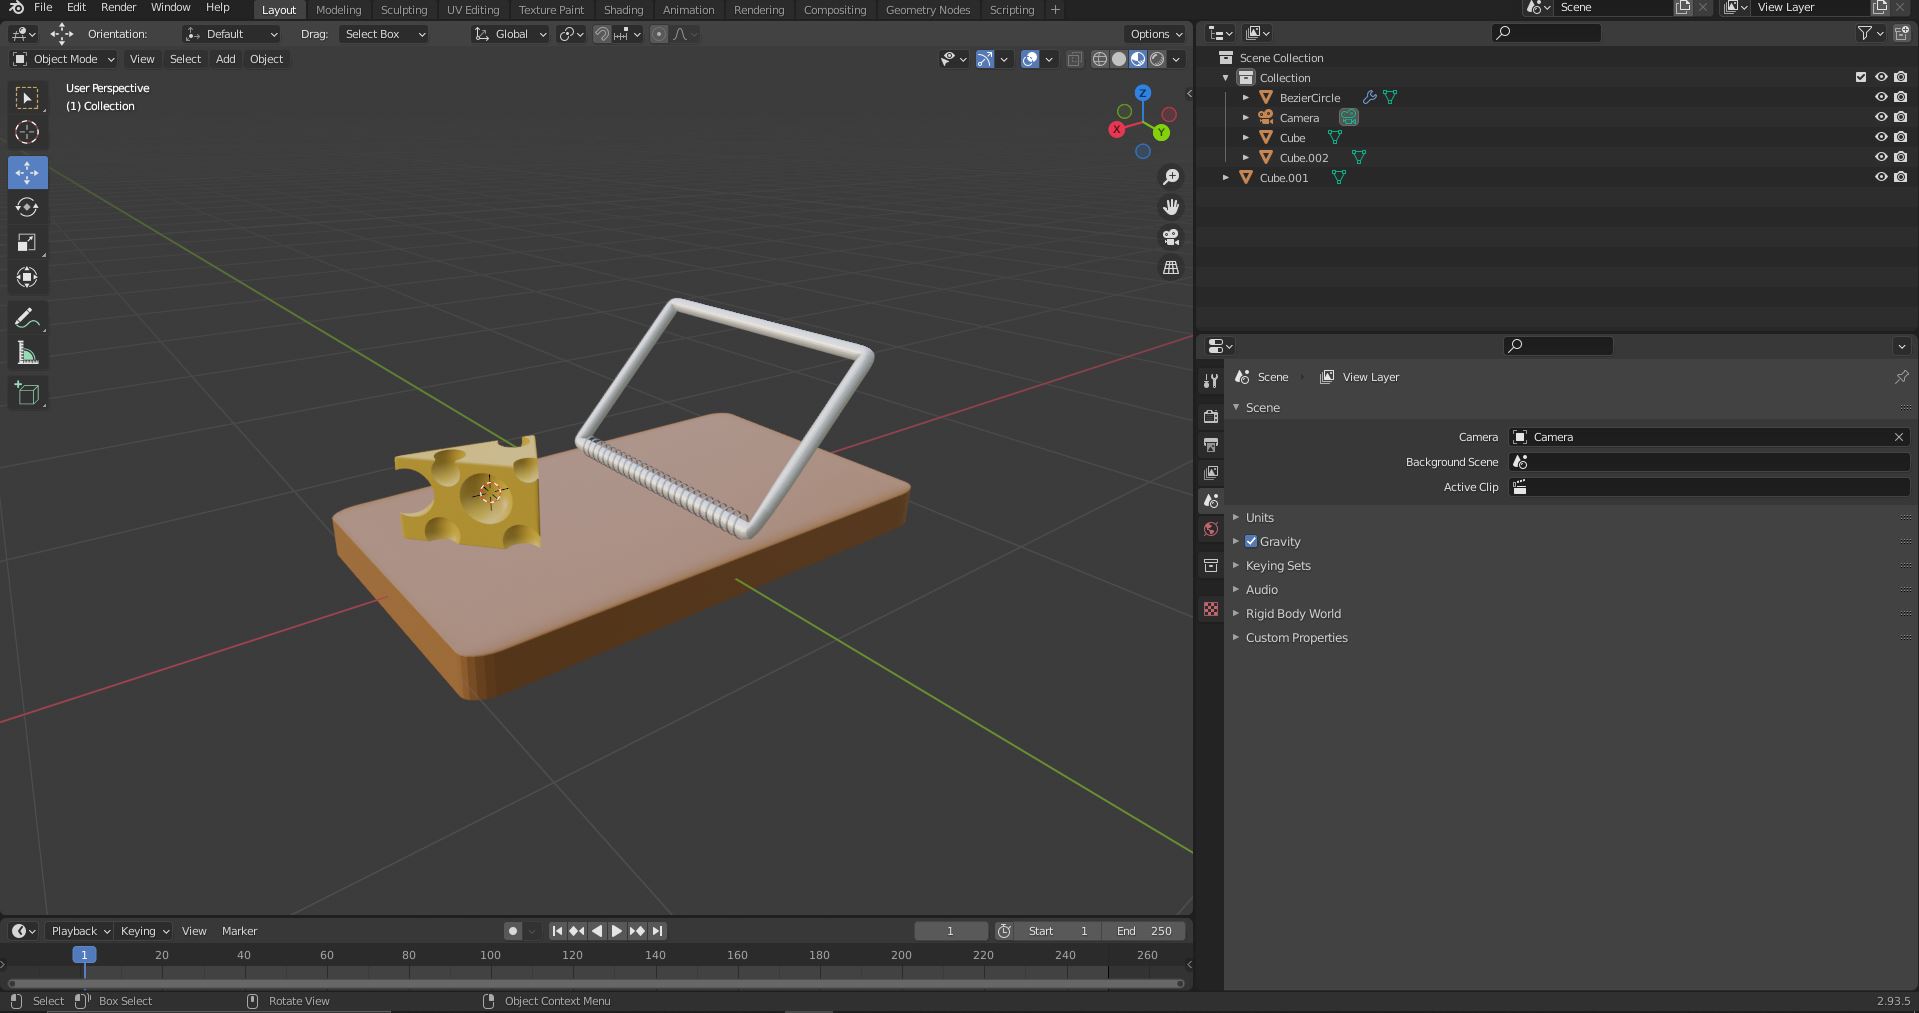 File Edit Render Window Help Layout Modeling Sculpting UV Editing Texture Paint Shading Animation Rendering Compositing Geometry Nodes Scripting + Scene View Layer
Orientation: Default Drag: Select Box Global Options
Object Mode View Select Add Object
User Perspective
(1) Collection
Z
X
Y
Scene Collection
Collection
BezierCircle
Camera
Cube
Cube.002
Cube.001
Scene View Layer
Scene
Camera Camera
Background Scene
Active Clip
Units
Gravity
Keying Sets
Audio
Rigid Body World
Custom Properties
Playback Keying View Marker 1 Start 1 End 250
1 20 40 60 80 100 120 140 160 180 200 220 240 260
Select Box Select Rotate View Object Context Menu 2.93.5